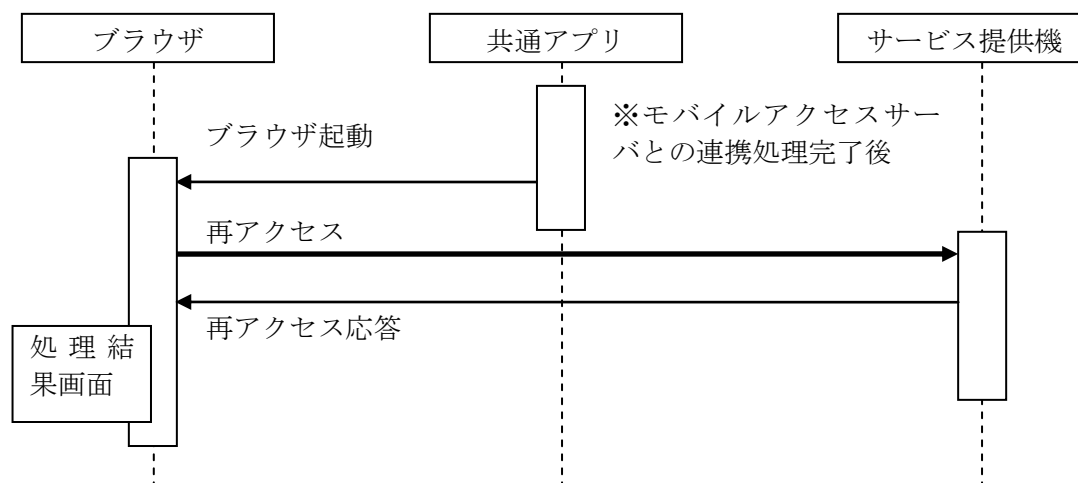 ブラウザ
共通アプリ
サービス提供機
※モバイルアクセスサー
バとの連携処理完了後
ブラウザ起動
再アクセス
再アクセス応答
処理結
果画面